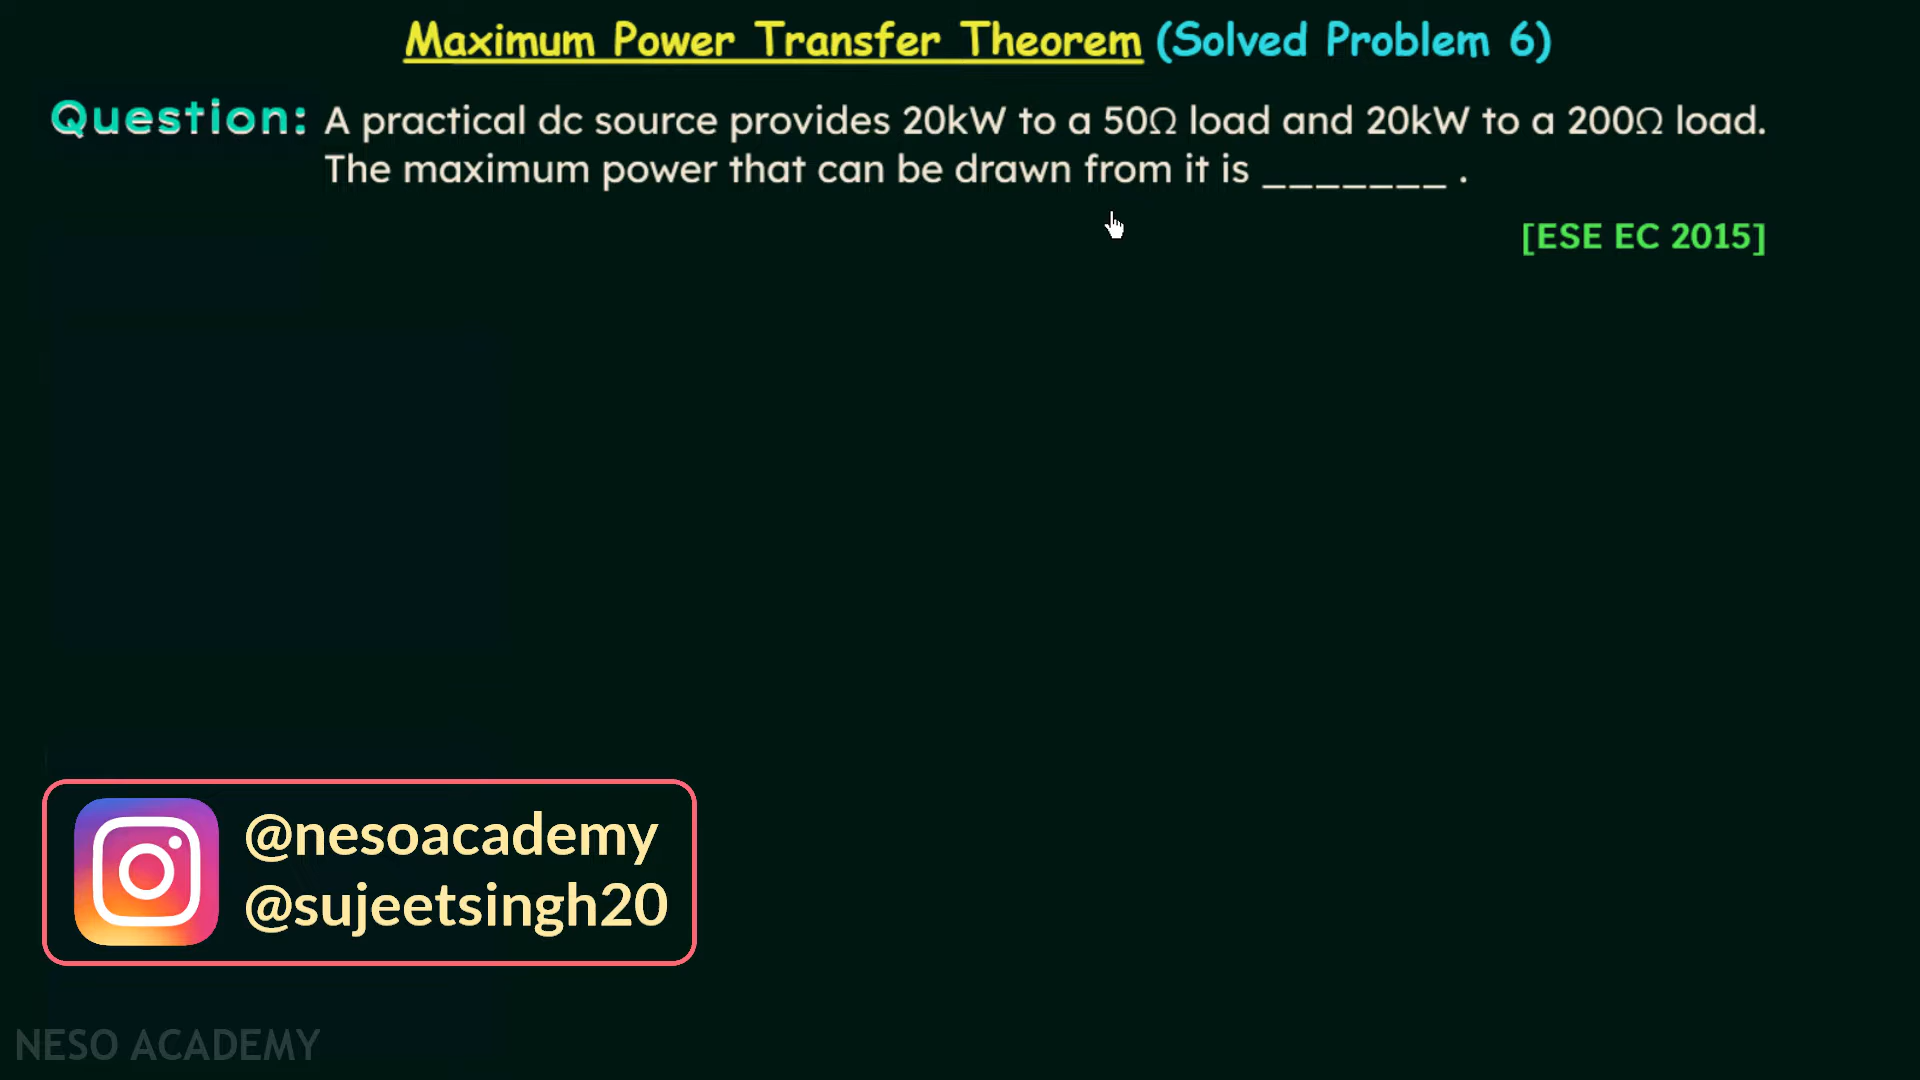 Maximum Power Transfer Theorem (Solved Problem 6)
Question: A practical dc source provides 20kW to a 50Ω load and 20kW to a 200Ω load.
The maximum power that can be drawn from it is _______ .
[ESE EC 2015]
@nesoacademy
@sujeetsingh20
NESO ACADEMY